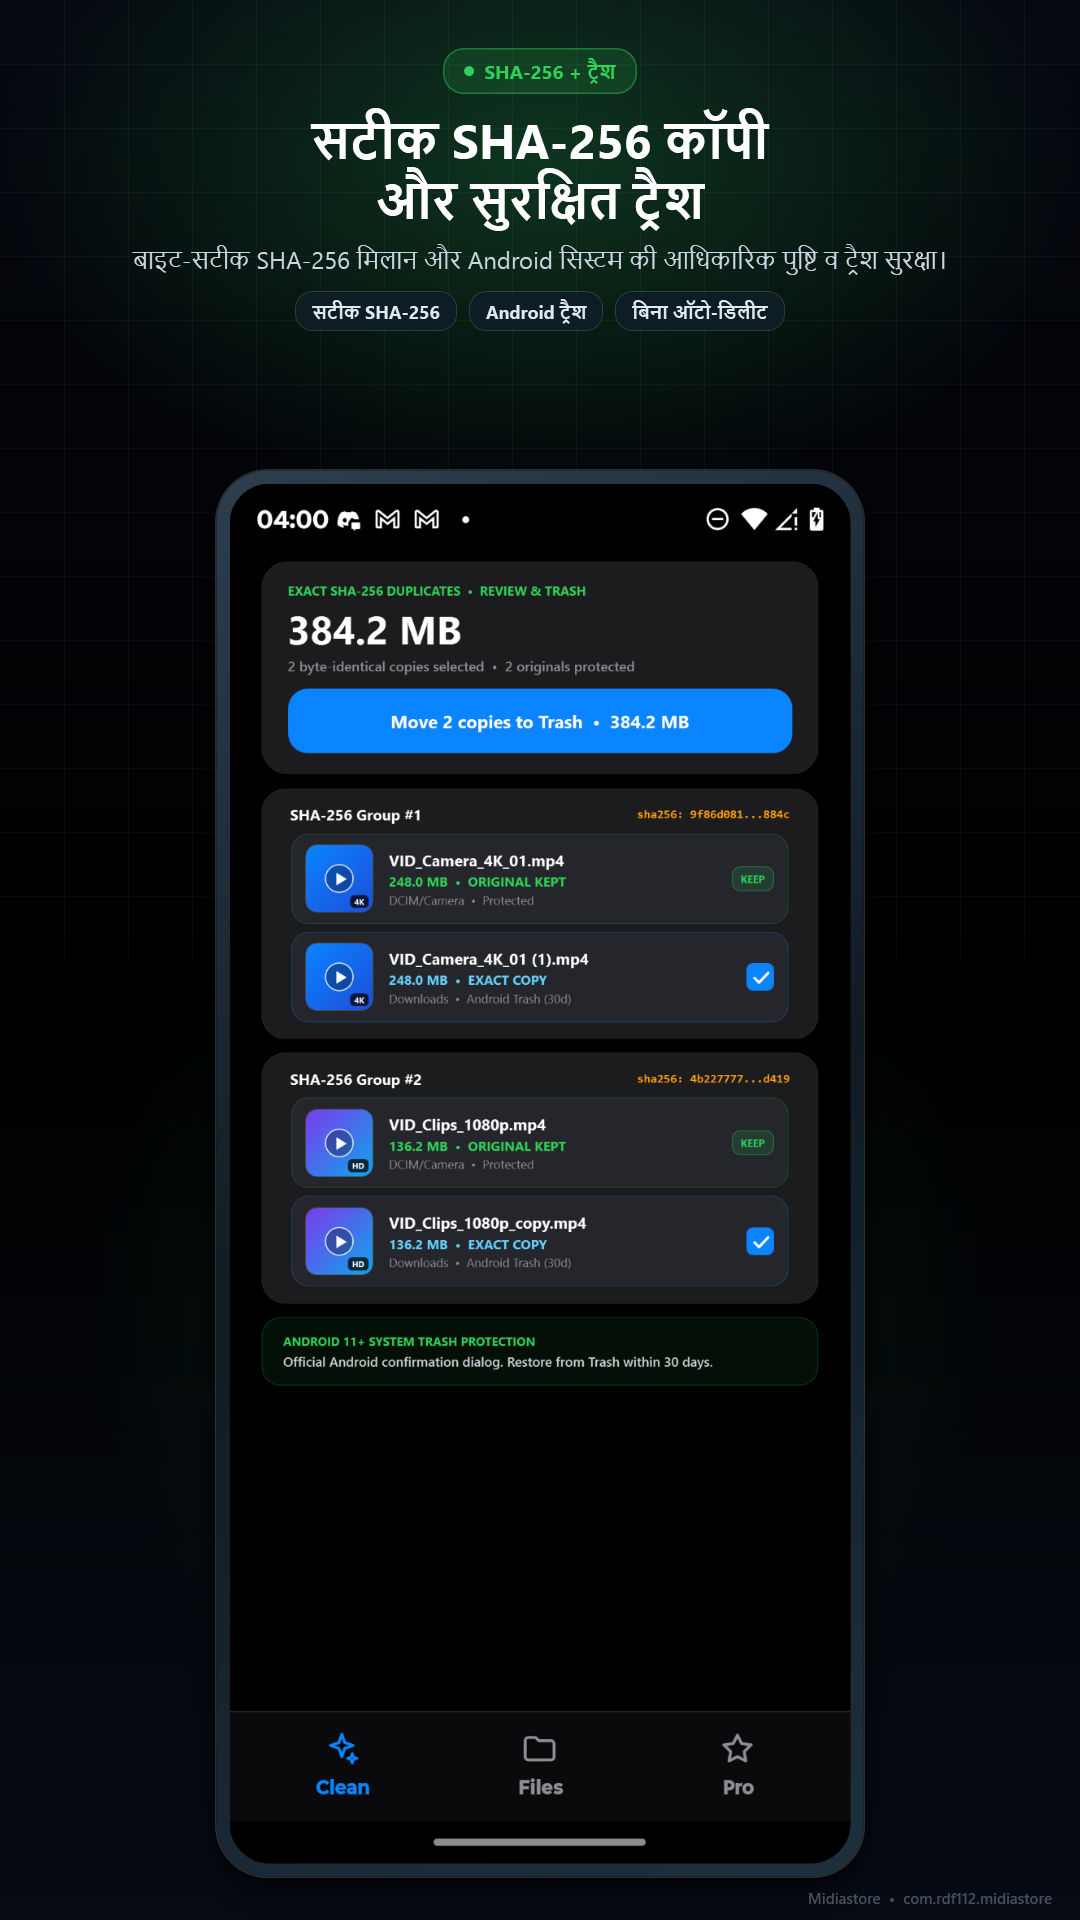 SHA-256 + ट्रैश
सटीक SHA-256 कॉपी
और सुरक्षित ट्रैश
बाइट-सटीक SHA-256 मिलान और Android सिस्टम की आधिकारिक पुष्टि व ट्रैश सुरक्षा।
सटीक SHA-256
Android ट्रैश
बिना ऑटो-डिलीट
04:00
EXACT SHA-256 DUPLICATES • REVIEW & TRASH
384.2 MB
2 byte-identical copies selected • 2 originals protected
Move 2 copies to Trash • 384.2 MB
SHA-256 Group #1
sha256: 9f86d081...884c
VID_Camera_4K_01.mp4
248.0 MB • ORIGINAL KEPT
DCIM/Camera • Protected
4K
KEEP
VID_Camera_4K_01 (1).mp4
248.0 MB • EXACT COPY
Downloads • Android Trash (30d)
4K
SHA-256 Group #2
sha256: 4b227777...d419
VID_Clips_1080p.mp4
136.2 MB • ORIGINAL KEPT
DCIM/Camera • Protected
HD
KEEP
VID_Clips_1080p_copy.mp4
136.2 MB • EXACT COPY
Downloads • Android Trash (30d)
HD
ANDROID 11+ SYSTEM TRASH PROTECTION
Official Android confirmation dialog. Restore from Trash within 30 days.
Clean
Files
Pro
Midiastore • com.rdf112.midiastore